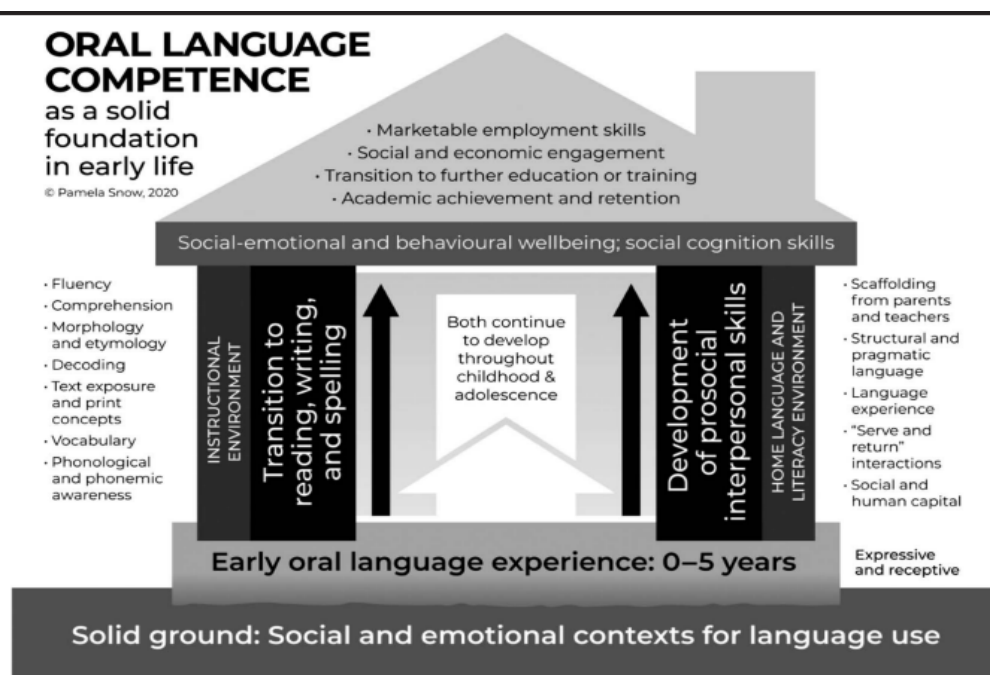 ORAL LANGUAGE
COMPETENCE
as a solid
foundation
in early life
© Pamela Snow, 2020
· Marketable employment skills
· Social and economic engagement
· Transition to further education or training
· Academic achievement and retention
Social-emotional and behavioural wellbeing; social cognition skills
· Fluency
· Comprehension
· Morphology
and etymology
· Decoding
· Text exposure
and print
concepts
· Vocabulary
· Phonological
and phonemic
awareness
INSTRUCTIONAL
ENVIRONMENT
Transition to
reading, writing,
and spelling
Both continue
to develop
throughout
childhood &
adolescence
Development
of prosocial
interpersonal skills
HOME LANGUAGE AND
LITERACY ENVIRONMENT
· Scaffolding
from parents
and teachers
· Structural and
pragmatic
language
· Language
experience
· "Serve and
return"
interactions
· Social and
human capital
Early oral language experience: 0–5 years
Expressive
and receptive
Solid ground: Social and emotional contexts for language use